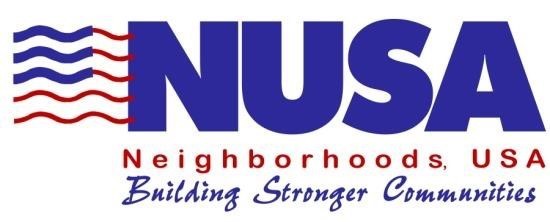 NUSA
Neighborhoods, USA
Building Stronger Communities